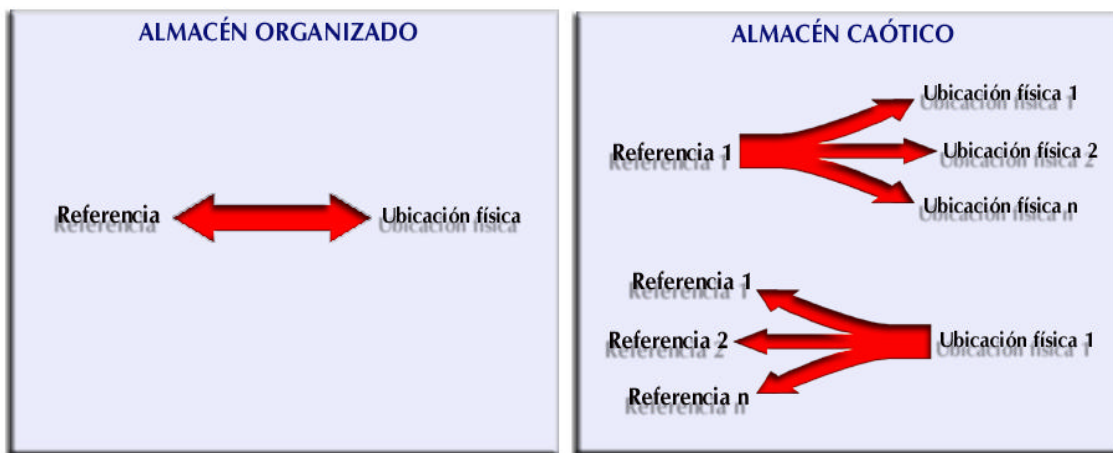 ALMACÉN ORGANIZADO
Referencia
Ubicación física
ALMACÉN CAÓTICO
Referencia 1
Ubicación física 1
Ubicación física 2
Ubicación física n
Referencia 1
Referencia 2
Referencia n
Ubicación física 1